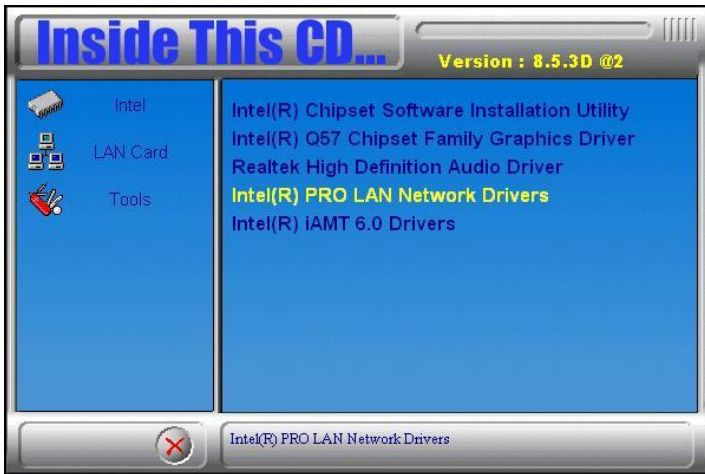 Inside This CD...
Version : 8.5.3D @2
Intel
LAN Card
Tools
Intel(R) Chipset Software Installation Utility
Intel(R) Q57 Chipset Family Graphics Driver
Realtek High Definition Audio Driver
Intel(R) PRO LAN Network Drivers
Intel(R) iAMT 6.0 Drivers
Intel(R) PRO LAN Network Drivers